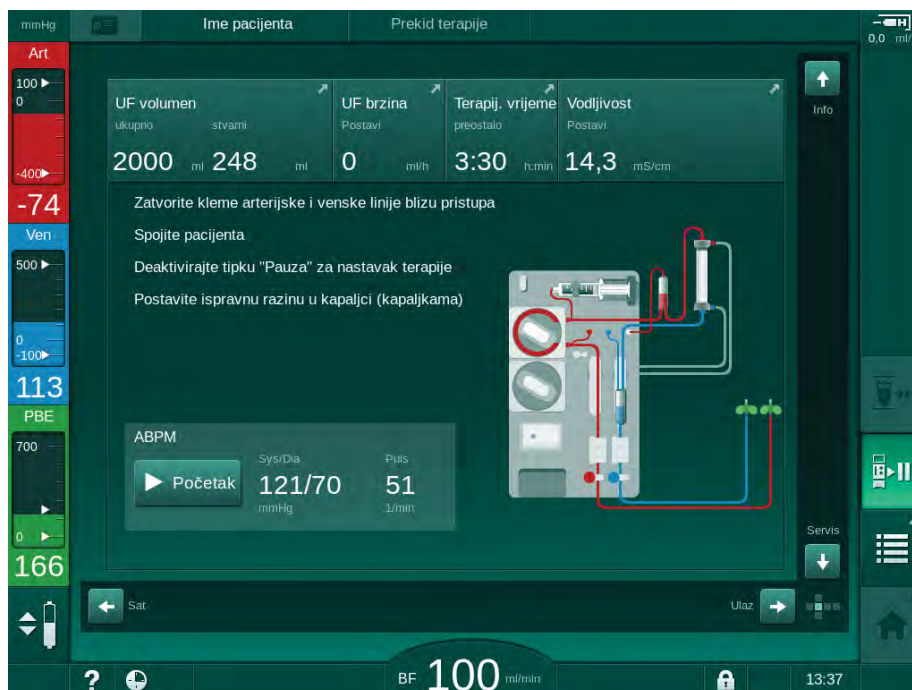 mmHg
Ime pacijenta
Prekid terapije
0,0 ml/
Art
100
0
-400
-74
Ven
500
0
-100
113
PBE
700
0
166
UF volumen
ukupno
stvarni
2000 ml 248 ml
UF brzina
Postavi
0 ml/h
Terapij. vrijeme
preostalo
3:30 h:min
Vodljivost
Postavi
14,3 mS/cm
Info
Zatvorite kleme arterijske i venske linije blizu pristupa
Spojite pacijenta
Deaktivirajte tipku "Pauza" za nastavak terapije
Postavite ispravnu razinu u kapaljci (kapaljkama)
ABPM
Početak
Sys/Dia
121/70
mmHg
Puls
51
1/min
Servis
Sat
Ulaz
?
BF 100 ml/min
13:37